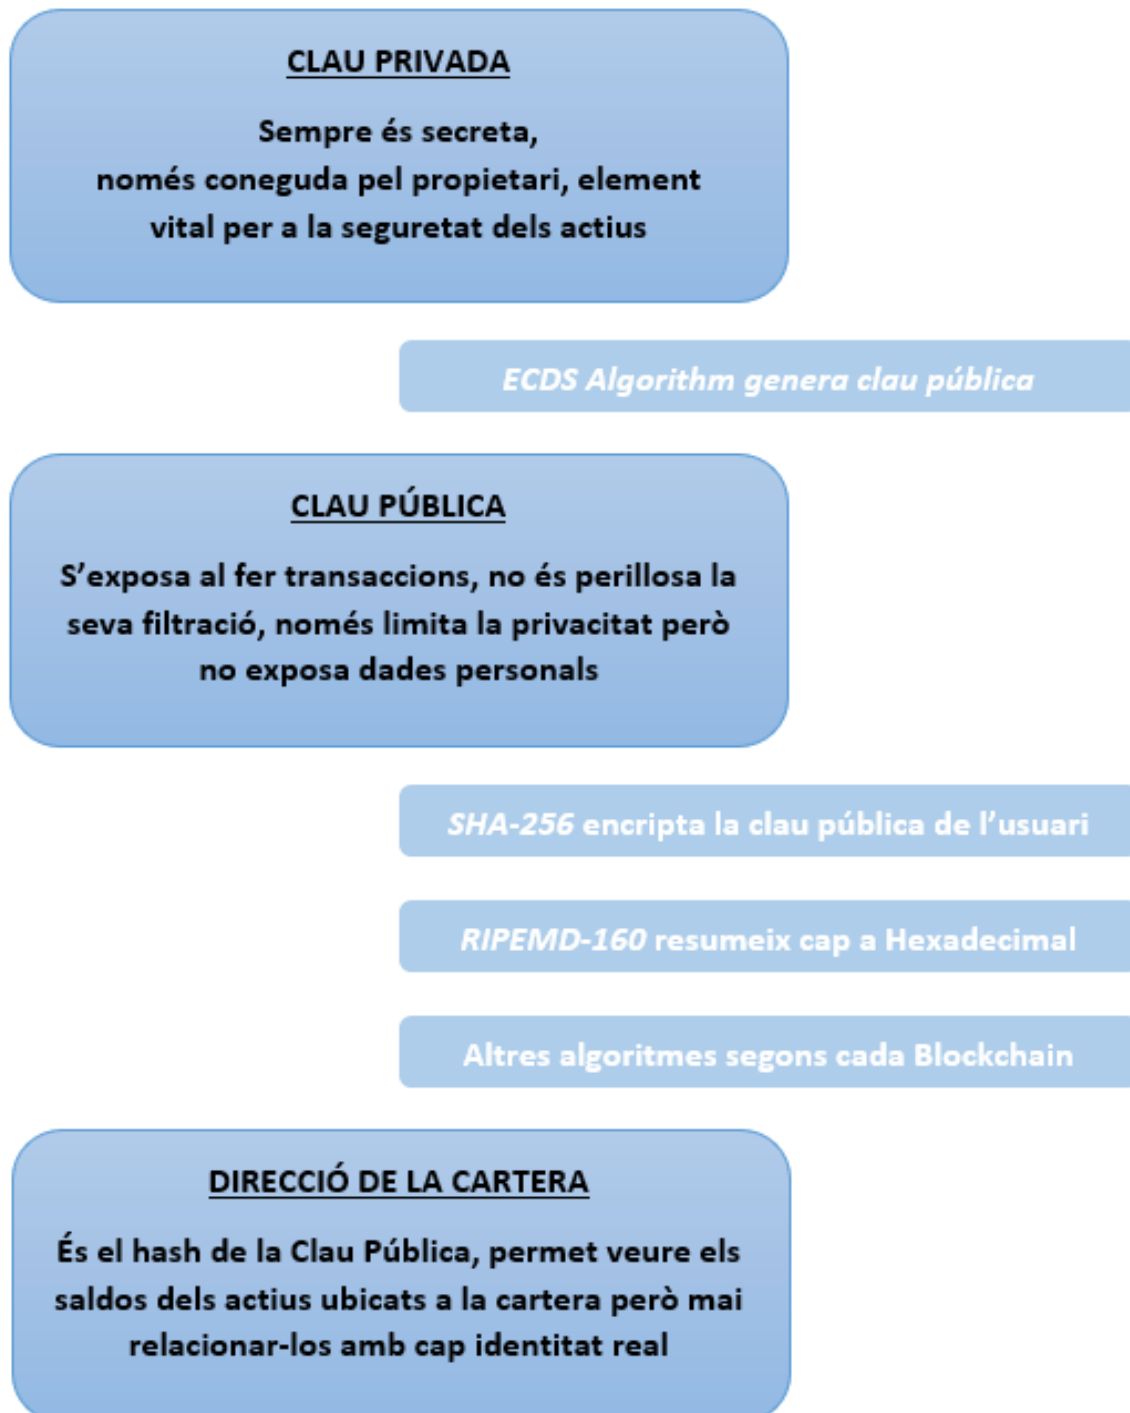 CLAU PRIVADA
Sempre és secreta,
només coneguda pel propietari, element
vital per a la seguretat dels actius
ECDS Algorithm genera clau pública
CLAU PÚBLICA
S’exposa al fer transaccions, no és perillosa la
seva filtració, només limita la privacitat però
no exposa dades personals
SHA-256 encripta la clau pública de l’usuari
RIPEMD-160 resumeix cap a Hexadecimal
Altres algoritmes segons cada Blockchain
DIRECCIÓ DE LA CARTERA
És el hash de la Clau Pública, permet veure els
saldos dels actius ubicats a la cartera però mai
relacionar-los amb cap identitat real